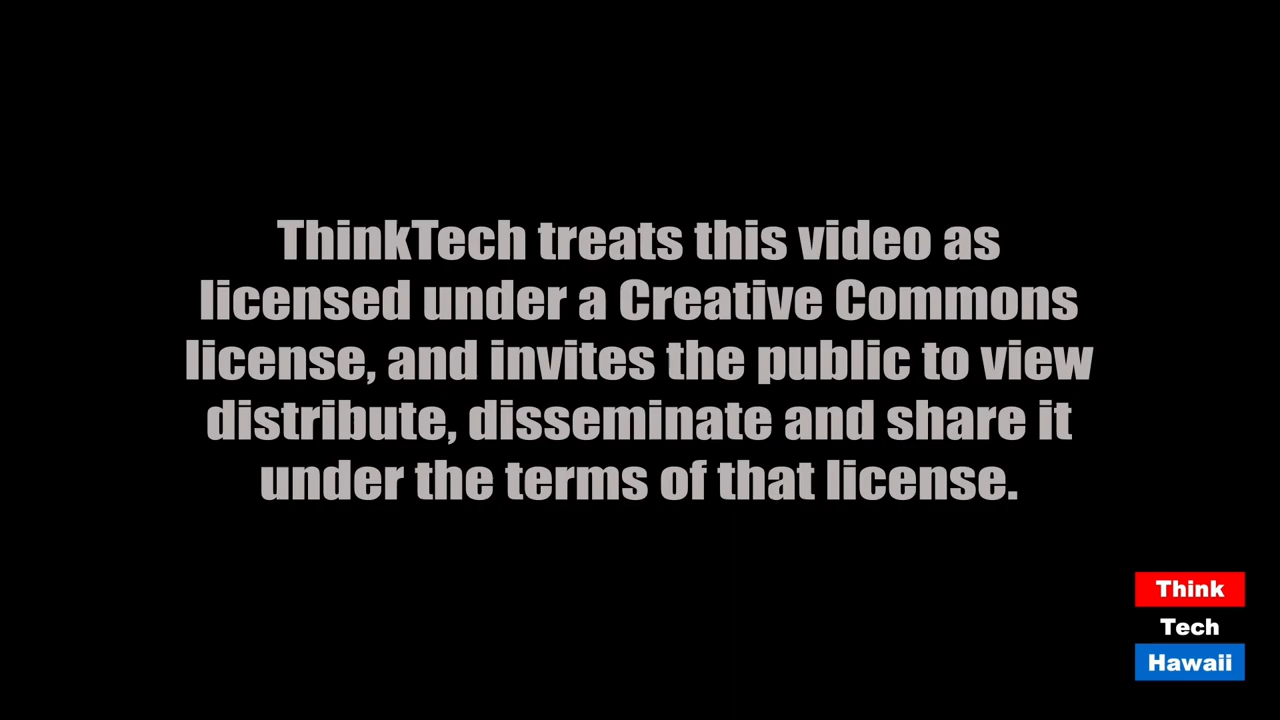 ThinkTech treats this video as
licensed under a Creative Commons
license, and invites the public to view
distribute, disseminate and share it
under the terms of that license.
Think
Tech
Hawaii